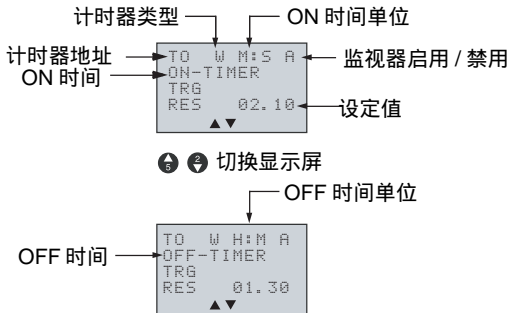 计时器类型
ON 时间单位
计时器地址
TO W M:S A
监视器启用 / 禁用
ON 时间
ON-TIMER
TRG
RES 02.10
设定值
▲▼
5 2 切换显示屏
OFF 时间单位
TO W H:M A
OFF 时间
OFF-TIMER
TRG
RES 01.30
▲▼